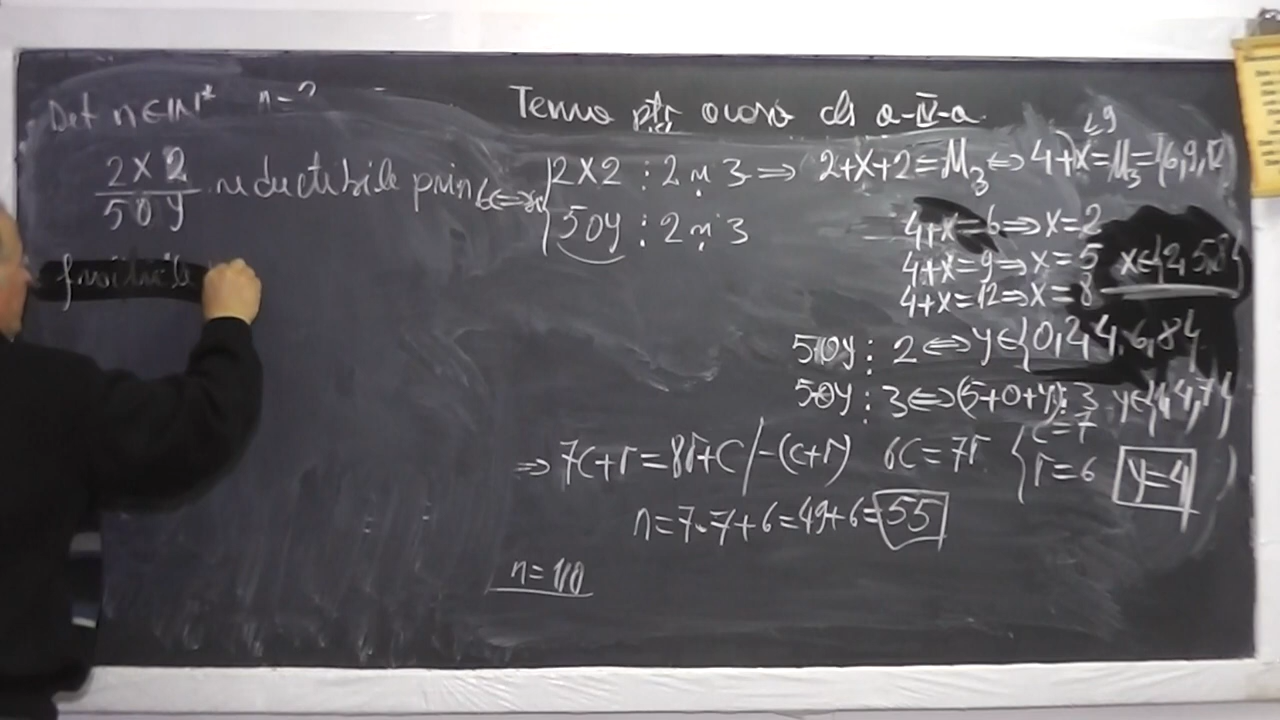 Det n∈ℕ* n=?
2x2/50y reductibile prin 6 ⇔
fracțiile
Tema ptr ora de a-IV-a
2x2 ⋮ 2 și 3 ⇒ 2+x+2=M₃ ⇔ 4+x=M₃={6,9,12}
≤9
50y ⋮ 2 și 3
4+x=6⇒x=2
4+x=9⇒x=5 x∈{2,5,8}
4+x=12⇒x=8
50y ⋮ 2 ⇔ y∈{0,2,4,6,8}
50y ⋮ 3⇔(5+0+y)⋮3 y∈{1,4,7}
⇒ 7c+r=8r+c/-(c+r) 6c=7r { c=7
r=6 y=4
n=7·7+6=49+6=55
n=110